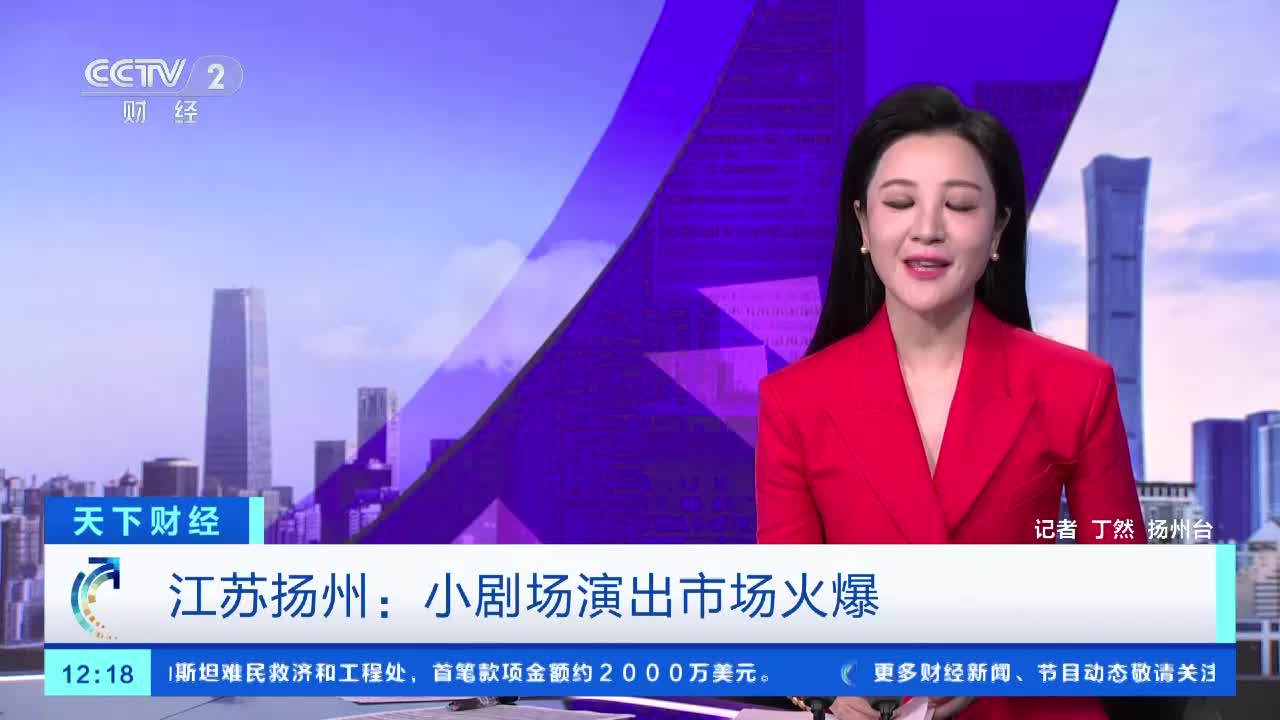 CCTV 2
财 经
天下财经
记者 丁然 扬州台
江苏扬州：小剧场演出市场火爆
12:18 斯坦难民救济和工程处，首笔款项金额约2000万美元。 更多财经新闻、节目动态敬请关注